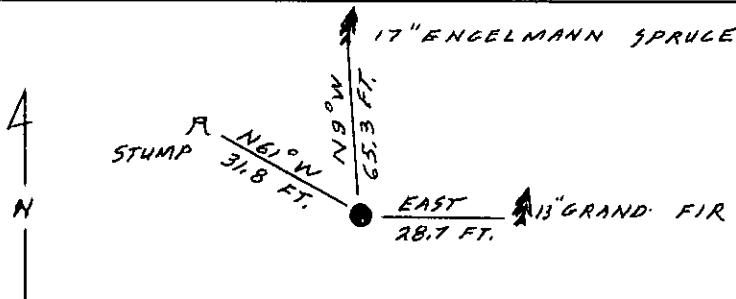 17" ENGELMANN SPRUCE
N9°W
65.3 FT.
STUMP
N61°W
31.8 FT.
N
EAST
28.7 FT.
13" GRAND FIR